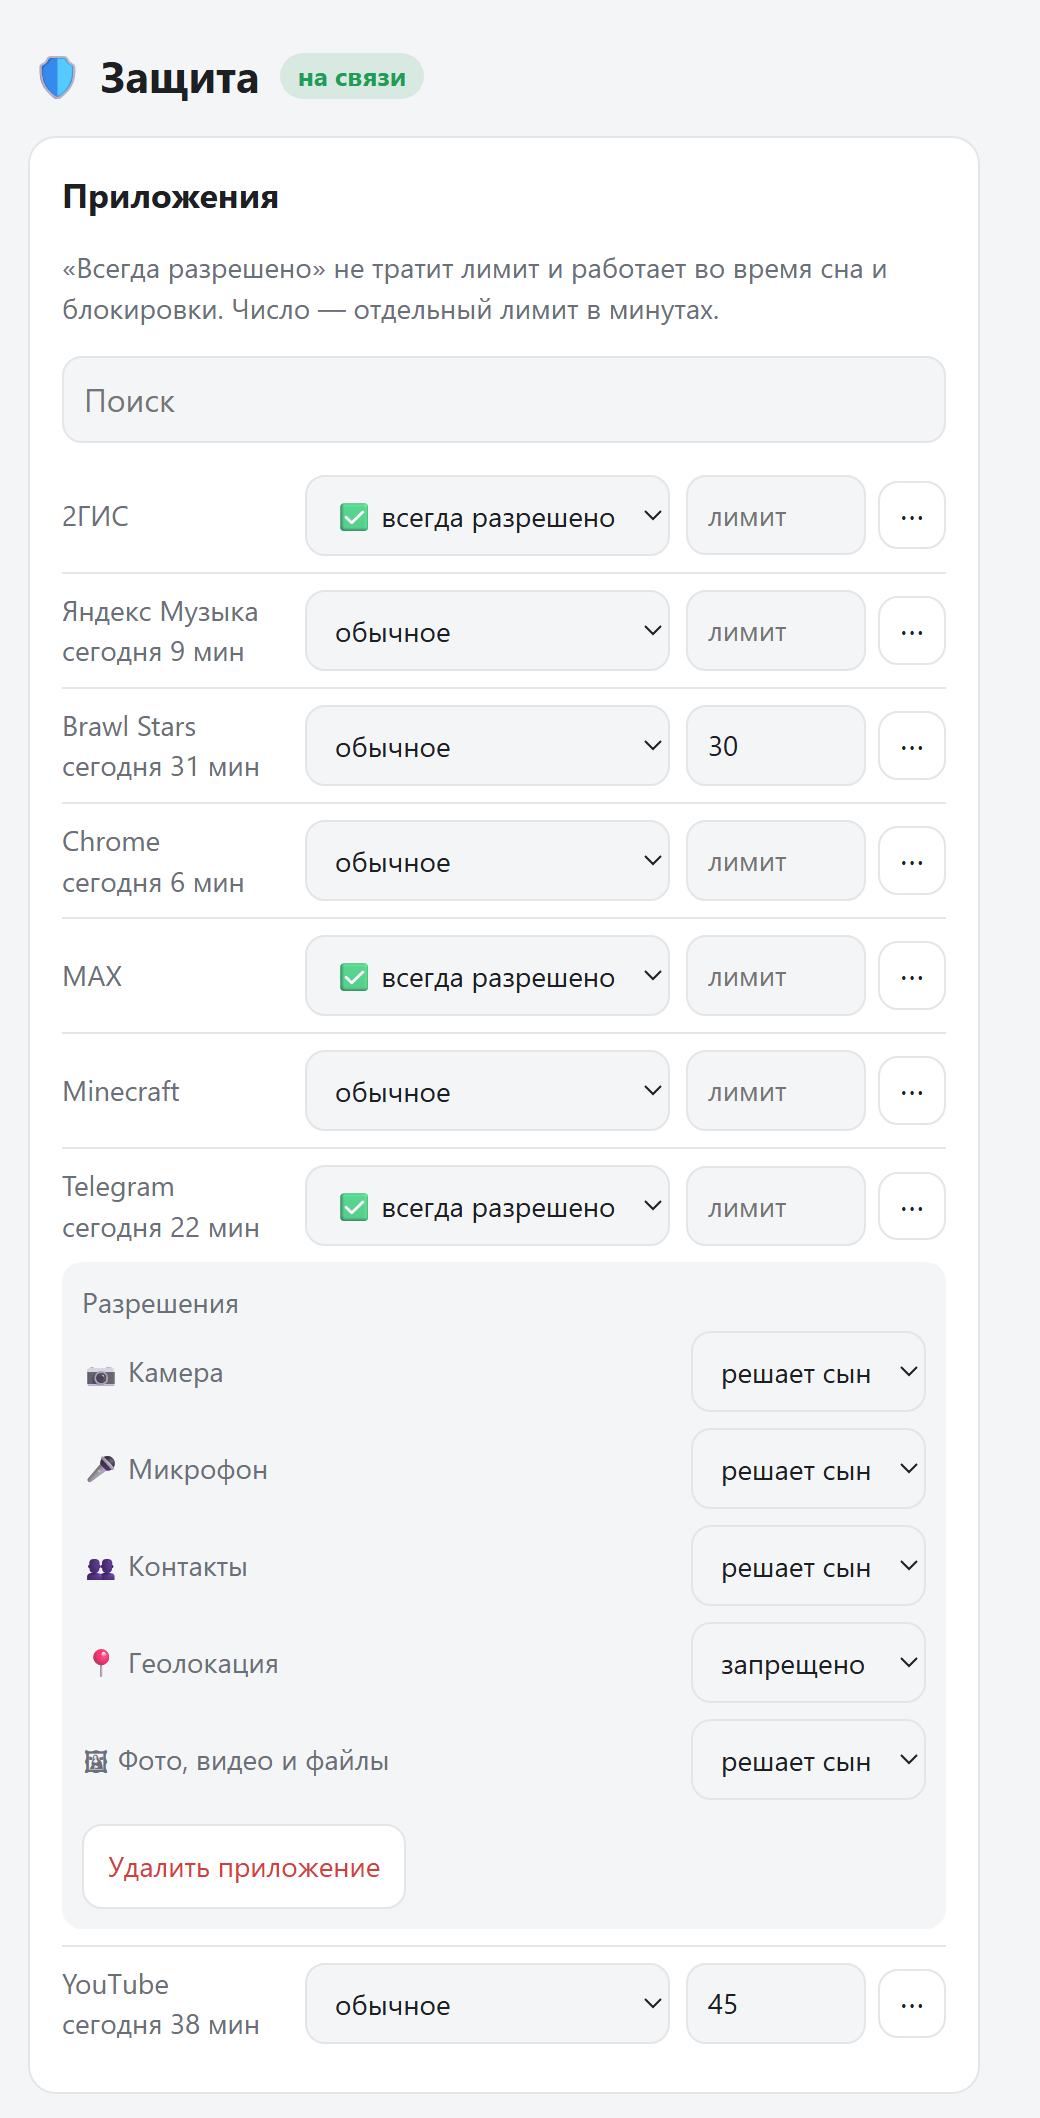 Защита
на связи
Приложения
«Всегда разрешено» не тратит лимит и работает во время сна и
блокировки. Число — отдельный лимит в минутах.
Поиск
2ГИС
всегда разрешено
лимит
...
Яндекс Музыка
сегодня 9 мин
обычное
лимит
...
Brawl Stars
сегодня 31 мин
обычное
30
...
Chrome
сегодня 6 мин
обычное
лимит
...
MAX
всегда разрешено
лимит
...
Minecraft
обычное
лимит
...
Telegram
сегодня 22 мин
всегда разрешено
лимит
...
Разрешения
Камера
решает сын
Микрофон
решает сын
Контакты
решает сын
Геолокация
запрещено
Фото, видео и файлы
решает сын
Удалить приложение
YouTube
сегодня 38 мин
обычное
45
...